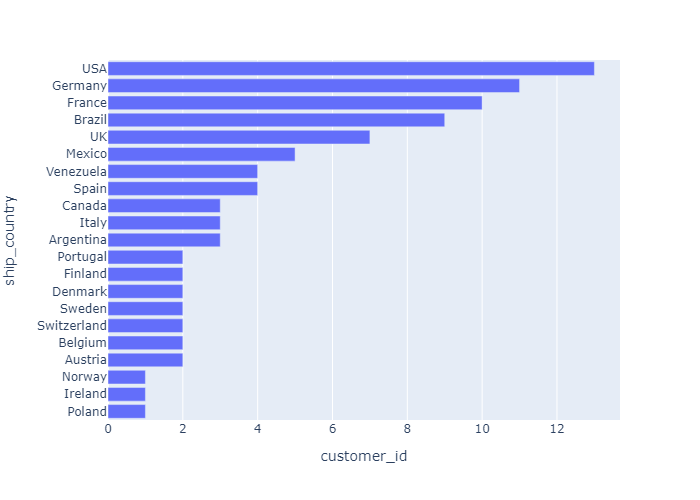 USA
Germany
France
Brazil
UK
Mexico
Venezuela
Spain
Canada
Italy
Argentina
Portugal
Finland
Denmark
Sweden
Switzerland
Belgium
Austria
Norway
Ireland
Poland
0 2 4 6 8 10 12
customer_id
ship_country